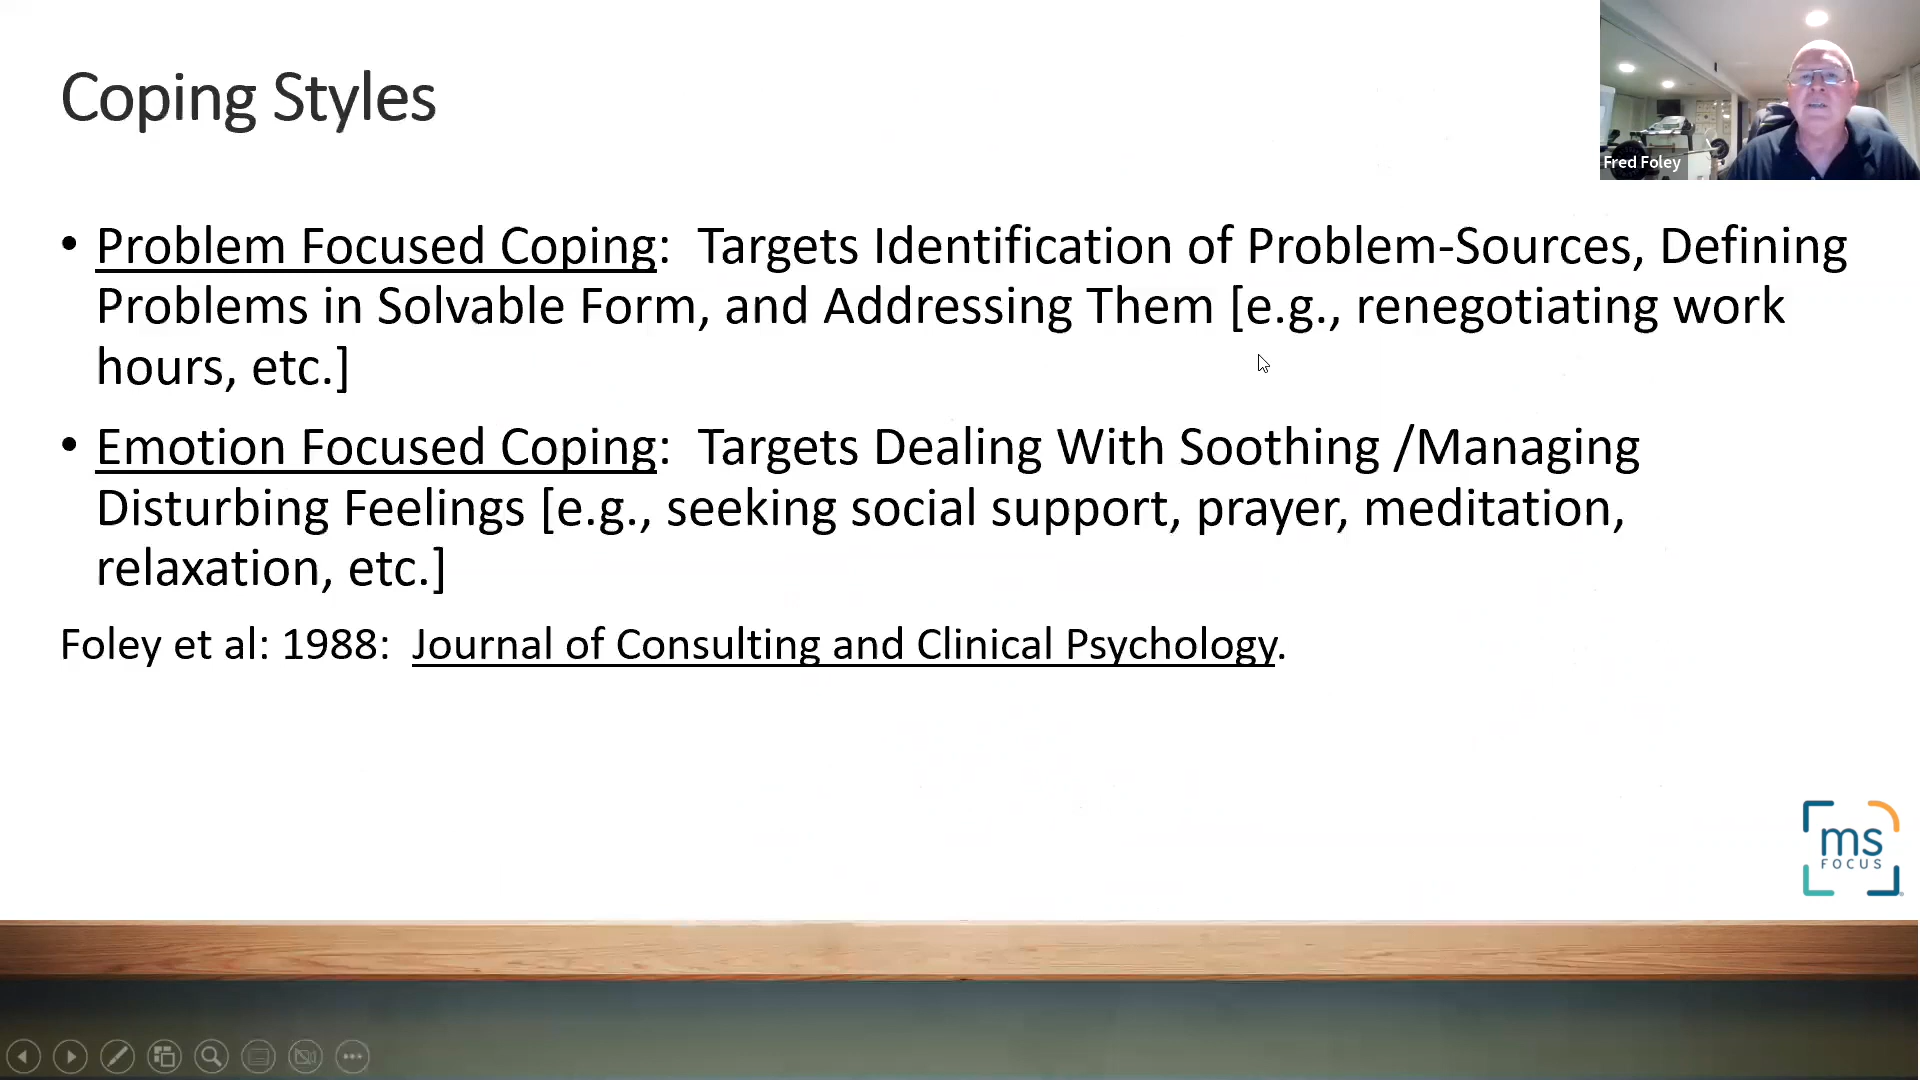 Coping Styles
Fred Foley
• Problem Focused Coping: Targets Identification of Problem-Sources, Defining
Problems in Solvable Form, and Addressing Them [e.g., renegotiating work
hours, etc.]
• Emotion Focused Coping: Targets Dealing With Soothing /Managing
Disturbing Feelings [e.g., seeking social support, prayer, meditation,
relaxation, etc.]
Foley et al: 1988: Journal of Consulting and Clinical Psychology.
ms
FOCUS